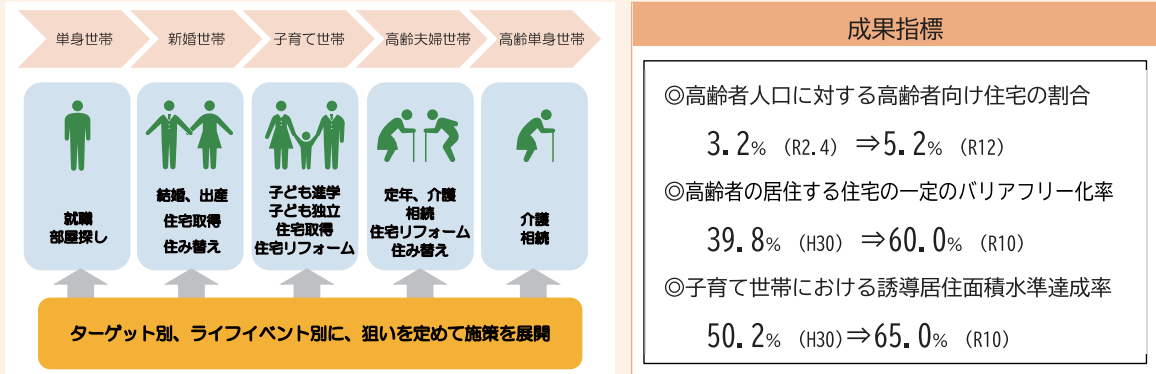 単身世帯
新婚世帯
子育て世帯
高齢夫婦世帯
高齢単身世帯
就職
部屋探し
結婚、出産
住宅取得
住み替え
子ども進学
子ども独立
住宅取得
住宅リフォーム
定年、介護
相続
住宅リフォーム
住み替え
介護
相続
ターゲット別、ライフイベント別に、狙いを定めて施策を展開
成果指標
◎高齢者人口に対する高齢者向け住宅の割合
3.2% (R2.4) ⇒5.2% (R12)
◎高齢者の居住する住宅の一定のバリアフリー化率
39.8% (H30) ⇒60.0% (R10)
◎子育て世帯における誘導居住面積水準達成率
50.2% (H30)⇒65.0% (R10)